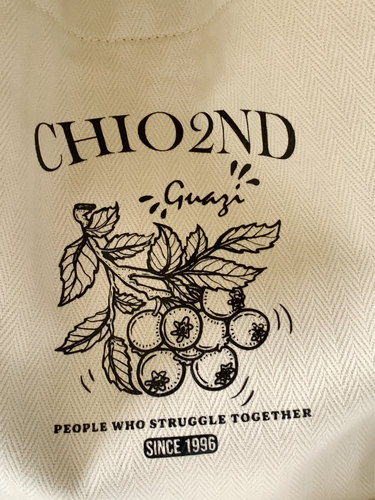 CHIO2ND
Guazi
PEOPLE WHO STRUGGLE TOGETHER
SINCE 1996